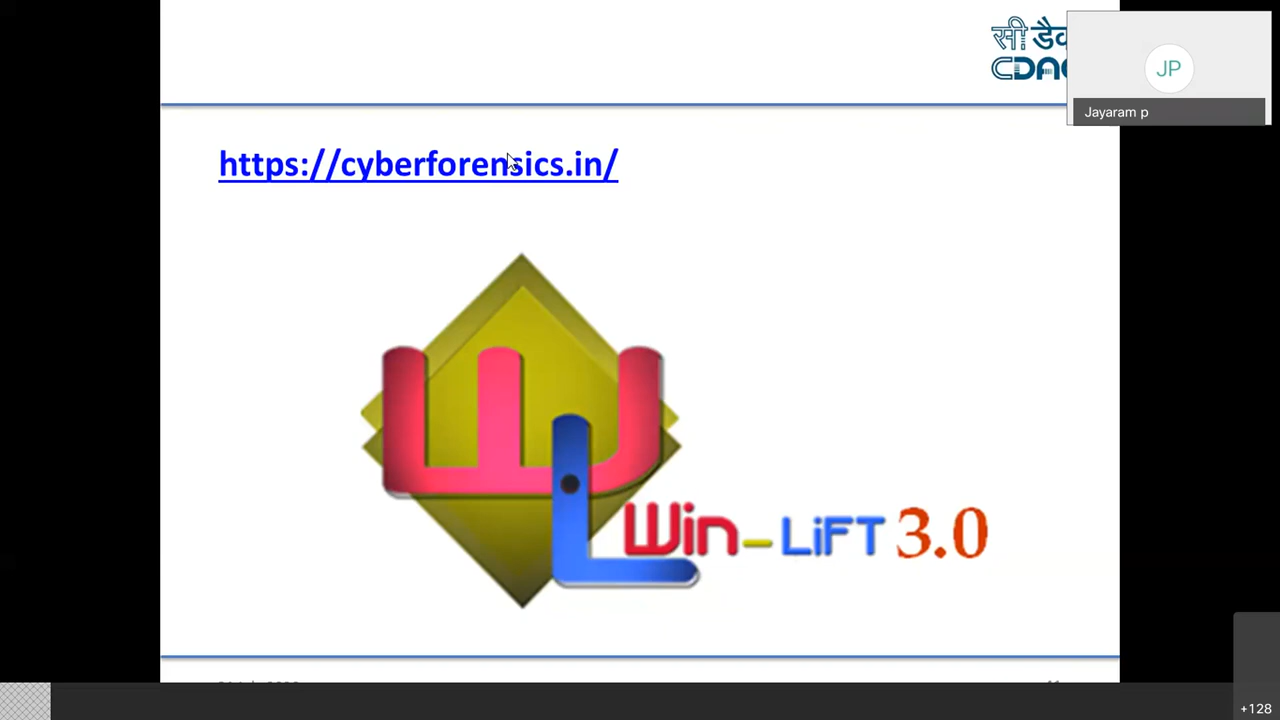 सी डै
CDAC
JP
Jayaram p
https://cyberforensics.in/
Win-LiFT 3.0
+128